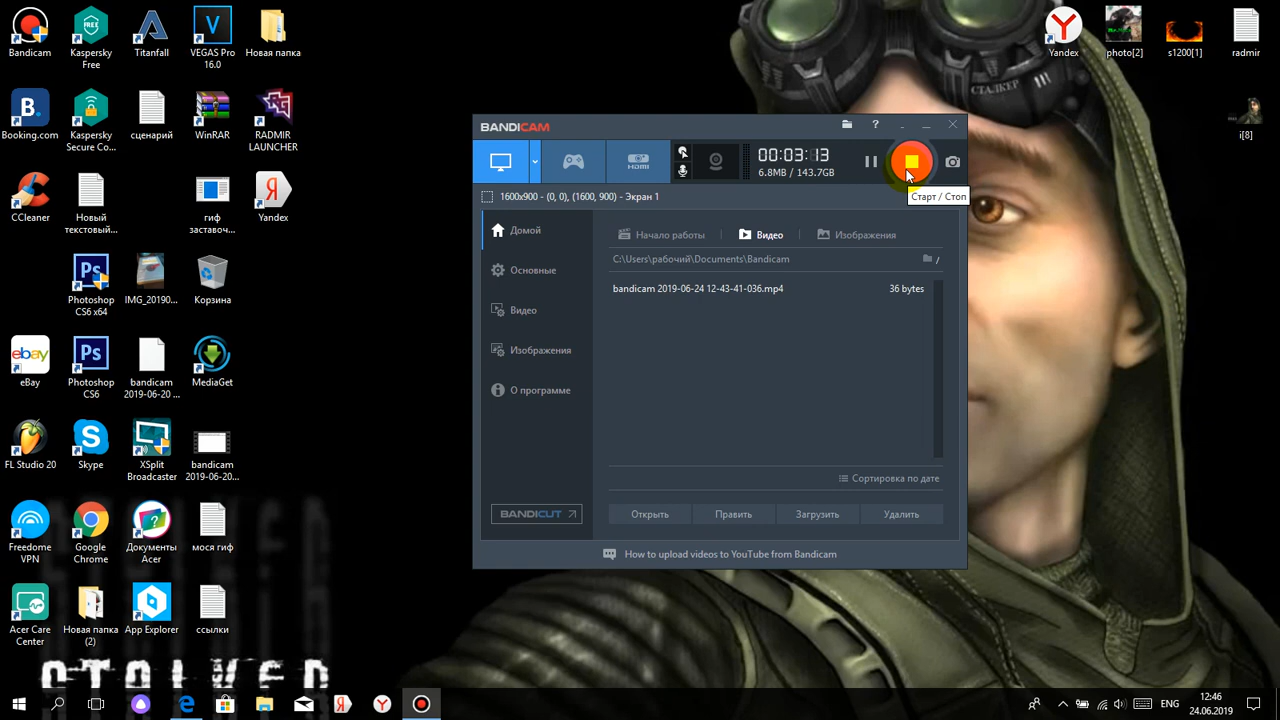 Bandicam
Kaspersky
Free
Titanfall
VEGAS Pro
16.0
Новая папка
Yandex
photo[2]
s1200[1]
radmir
Booking.com
Kaspersky
Secure Co...
сценарий
WinRAR
RADMIR
LAUNCHER
i[8]
СТАЛКЕР
CCleaner
Новый
текстовый...
гиф
заставоч...
Yandex
Photoshop
CS6 x64
IMG_20190...
Корзина
eBay
Photoshop
CS6
bandicam
2019-06-20 ...
MediaGet
FL Studio 20
Skype
XSplit
Broadcaster
bandicam
2019-06-20...
Freedome
VPN
Google
Chrome
Документы
Acer
мося гиф
Acer Care
Center
Новая папка
(2)
App Explorer
ссылки
BANDICAM
HDMI
00:03:13
6.8MB / 143.7GB
Старт / Стоп
1600x900 - (0, 0), (1600, 900) - Экран 1
Домой
Основные
Видео
Изображения
О программе
BANDICUT
Начало работы
Видео
Изображения
C:\Users\рабочий\Documents\Bandicam
/
bandicam 2019-06-24 12-43-41-036.mp4
36 bytes
Сортировка по дате
Открыть
Править
Загрузить
Удалить
How to upload videos to YouTube from Bandicam
12:46
24.06.2019